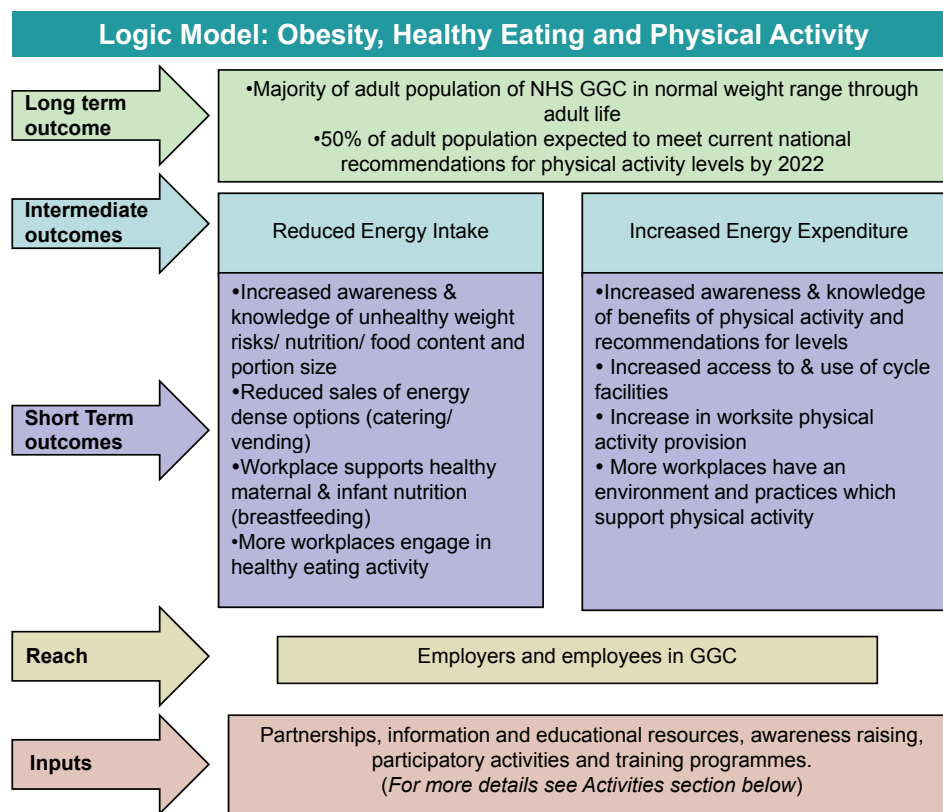 Logic Model: Obesity, Healthy Eating and Physical Activity
Long term
outcome
•Majority of adult population of NHS GGC in normal weight range through
adult life
•50% of adult population expected to meet current national
recommendations for physical activity levels by 2022
Intermediate
outcomes
Reduced Energy Intake
Increased Energy Expenditure
Short Term
outcomes
•Increased awareness &
knowledge of unhealthy weight
risks/ nutrition/ food content and
portion size
•Reduced sales of energy
dense options (catering/
vending)
•Workplace supports healthy
maternal & infant nutrition
(breastfeeding)
•More workplaces engage in
healthy eating activity
•Increased awareness & knowledge
of benefits of physical activity and
recommendations for levels
• Increased access to & use of cycle
facilities
• Increase in worksite physical
activity provision
• More workplaces have an
environment and practices which
support physical activity
Reach
Employers and employees in GGC
Inputs
Partnerships, information and educational resources, awareness raising,
participatory activities and training programmes.
(For more details see Activities section below)